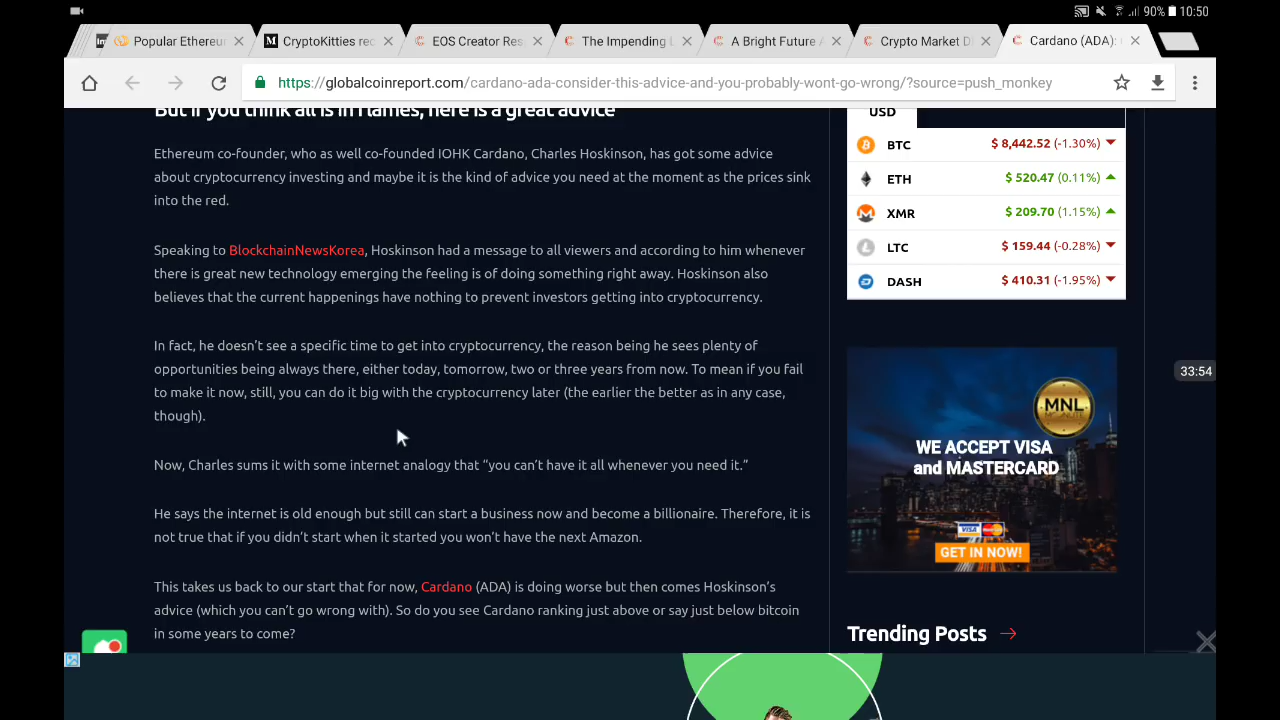 90% 10:50
Popular Ethereu
CryptoKitties rec
EOS Creator Res
The Impending L
A Bright Future A
Crypto Market D
Cardano (ADA): C
https://globalcoinreport.com/cardano-ada-consider-this-advice-and-you-probably-wont-go-wrong/?source=push_monkey
But if you think all is in flames, here is a great advice
Ethereum co-founder, who as well co-founded IOHK Cardano, Charles Hoskinson, has got some advice
about cryptocurrency investing and maybe it is the kind of advice you need at the moment as the prices sink
into the red.
Speaking to BlockchainNewsKorea, Hoskinson had a message to all viewers and according to him whenever
there is great new technology emerging the feeling is of doing something right away. Hoskinson also
believes that the current happenings have nothing to prevent investors getting into cryptocurrency.
In fact, he doesn't see a specific time to get into cryptocurrency, the reason being he sees plenty of
opportunities being always there, either today, tomorrow, two or three years from now. To mean if you fail
to make it now, still, you can do it big with the cryptocurrency later (the earlier the better as in any case,
though).
Now, Charles sums it with some internet analogy that “you can't have it all whenever you need it.”
He says the internet is old enough but still can start a business now and become a billionaire. Therefore, it is
not true that if you didn't start when it started you won't have the next Amazon.
This takes us back to our start that for now, Cardano (ADA) is doing worse but then comes Hoskinson's
advice (which you can't go wrong with). So do you see Cardano ranking just above or say just below bitcoin
in some years to come?
USD
BTC $ 8,442.52 (-1.30%)
ETH $ 520.47 (0.11%)
XMR $ 209.70 (1.15%)
LTC $ 159.44 (-0.28%)
DASH $ 410.31 (-1.95%)
33:54
MNL
WE ACCEPT VISA
and MASTERCARD
VISA
GET IN NOW!
Trending Posts